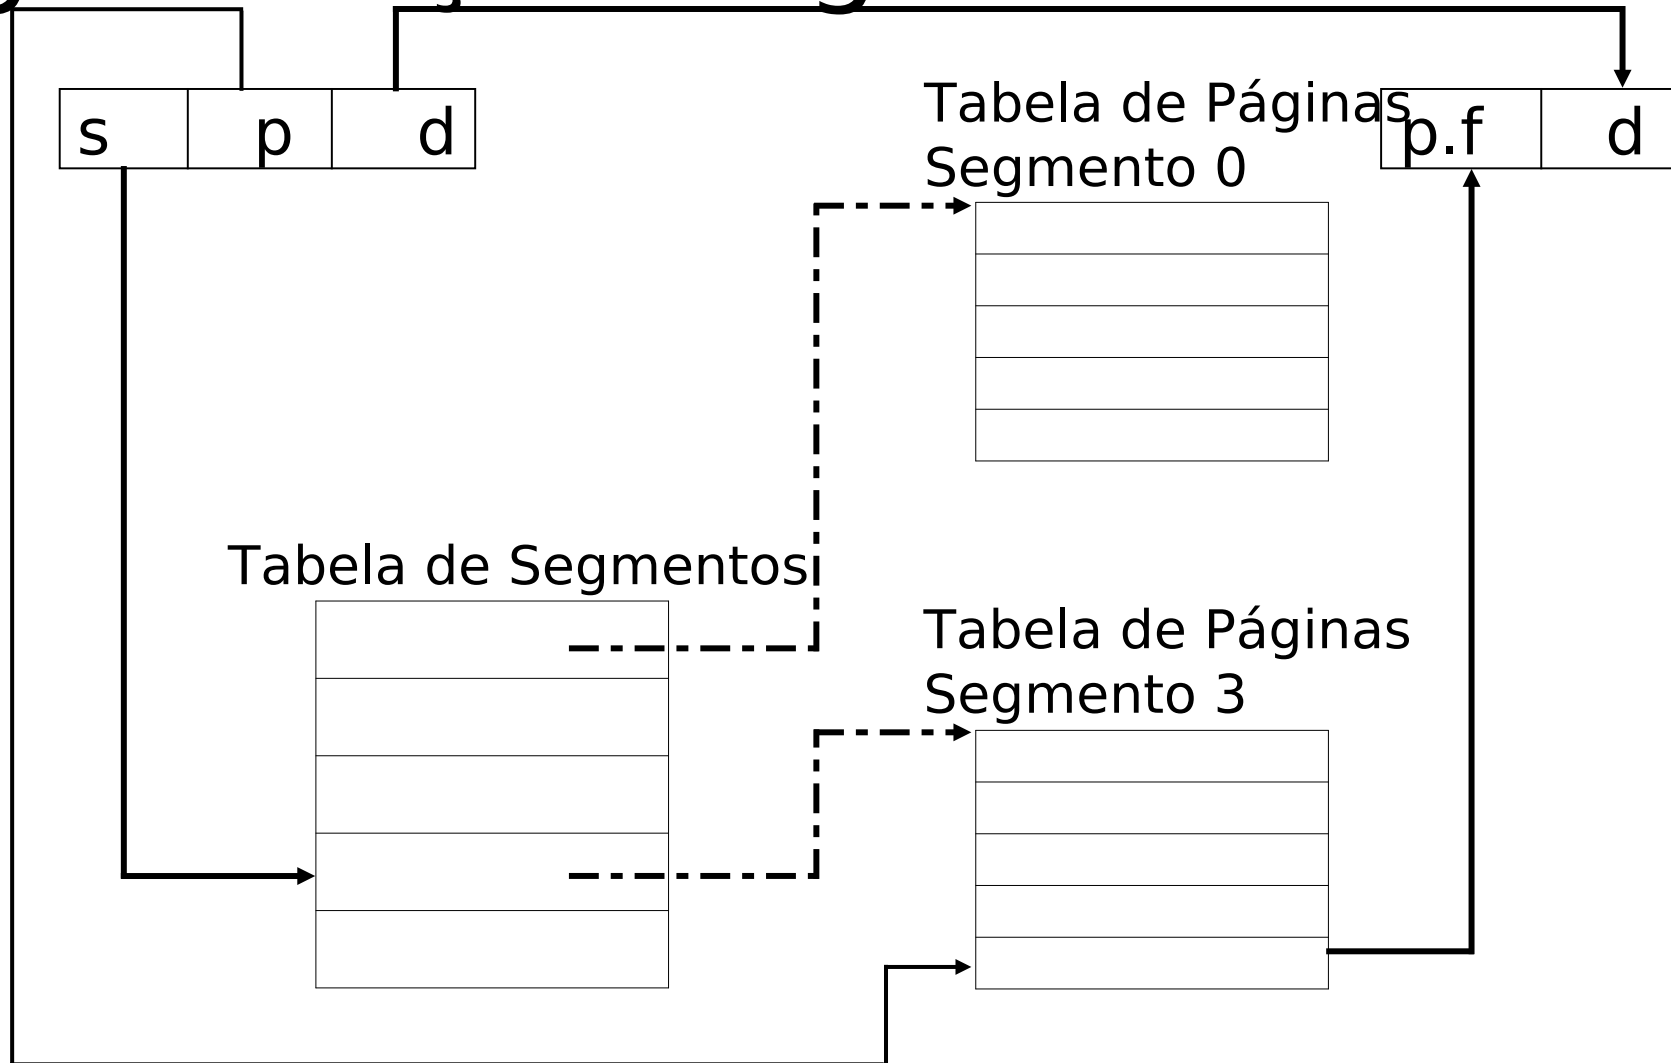 s p d
Tabela de Páginas
Segmento 0
p.f d
Tabela de Segmentos
Tabela de Páginas
Segmento 3